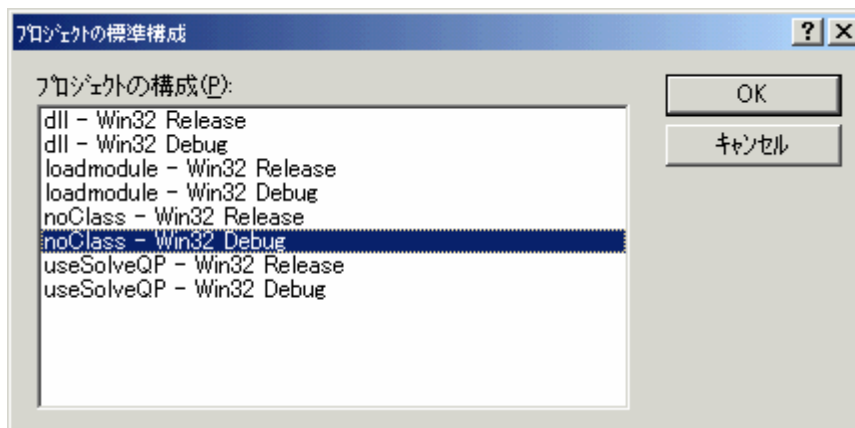 ﾌﾟﾛｼﾞｪｸﾄの標準構成
ﾌﾟﾛｼﾞｪｸﾄの構成(P):
dll - Win32 Release
dll - Win32 Debug
loadmodule - Win32 Release
loadmodule - Win32 Debug
noClass - Win32 Release
noClass - Win32 Debug
useSolveQP - Win32 Release
useSolveQP - Win32 Debug
OK
ｷｬﾝｾﾙ